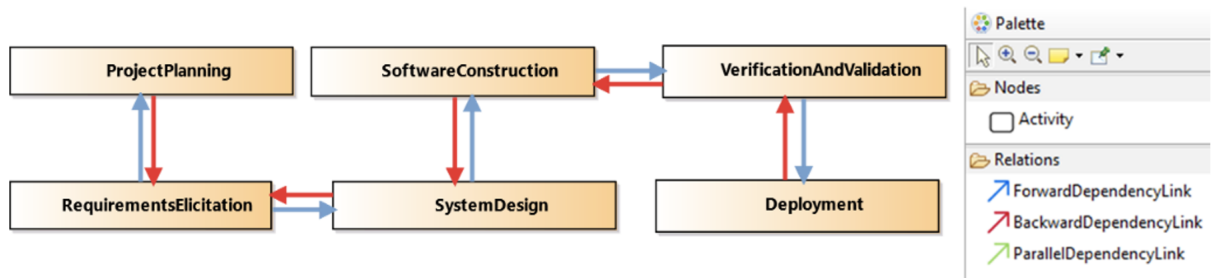 ProjectPlanning
SoftwareConstruction
VerificationAndValidation
RequirementsElicitation
SystemDesign
Deployment
Palette
Nodes
Activity
Relations
ForwardDependencyLink
BackwardDependencyLink
ParallelDependencyLink